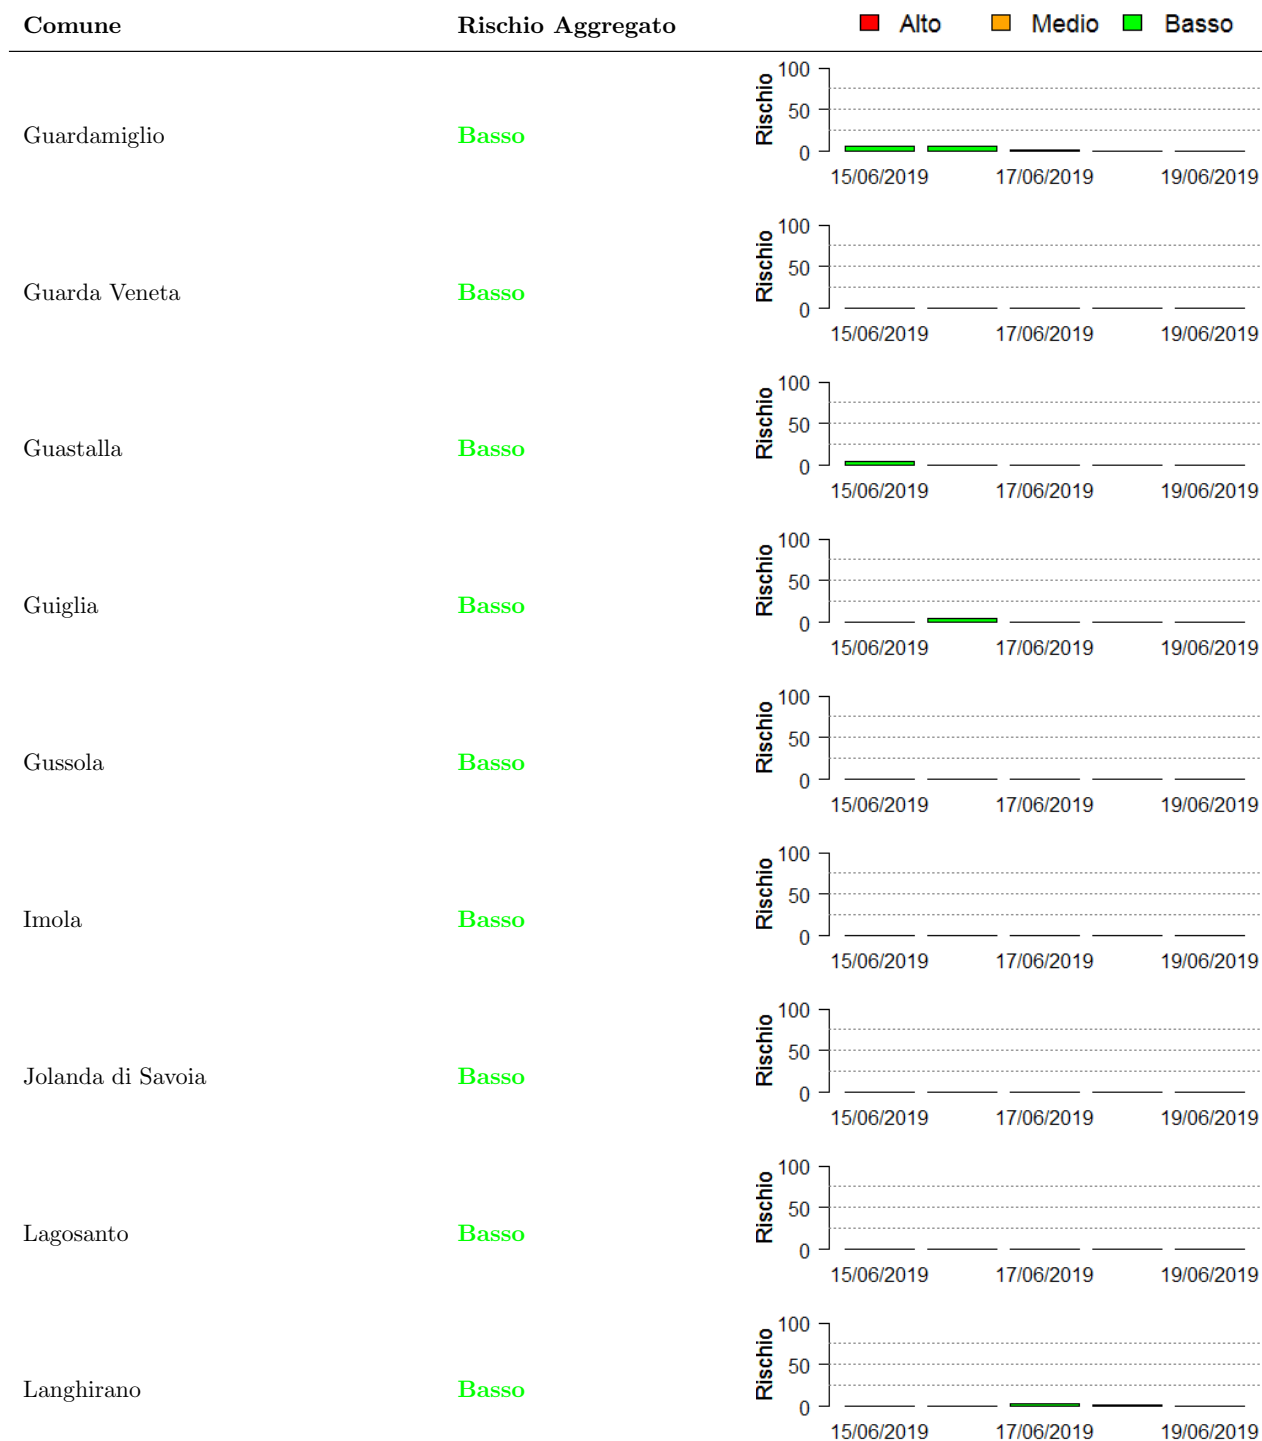 Comune Rischio Aggregato Alto Medio Basso
100
50
0
Rischio
Guardamiglio Basso
15/06/2019 17/06/2019 19/06/2019
100
50
0
Rischio
Guarda Veneta Basso
15/06/2019 17/06/2019 19/06/2019
100
50
0
Rischio
Guastalla Basso
15/06/2019 17/06/2019 19/06/2019
100
50
0
Rischio
Guiglia Basso
15/06/2019 17/06/2019 19/06/2019
100
50
0
Rischio
Gussola Basso
15/06/2019 17/06/2019 19/06/2019
100
50
0
Rischio
Imola Basso
15/06/2019 17/06/2019 19/06/2019
100
50
0
Rischio
Jolanda di Savoia Basso
15/06/2019 17/06/2019 19/06/2019
100
50
0
Rischio
Lagosanto Basso
15/06/2019 17/06/2019 19/06/2019
100
50
0
Rischio
Langhirano Basso
15/06/2019 17/06/2019 19/06/2019